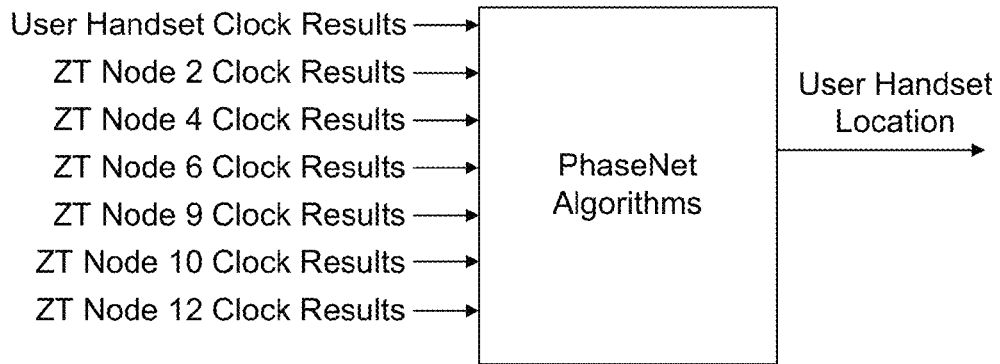 User Handset Clock Results
ZT Node 2 Clock Results
ZT Node 4 Clock Results
ZT Node 6 Clock Results
ZT Node 9 Clock Results
ZT Node 10 Clock Results
ZT Node 12 Clock Results
PhaseNet
Algorithms
User Handset
Location